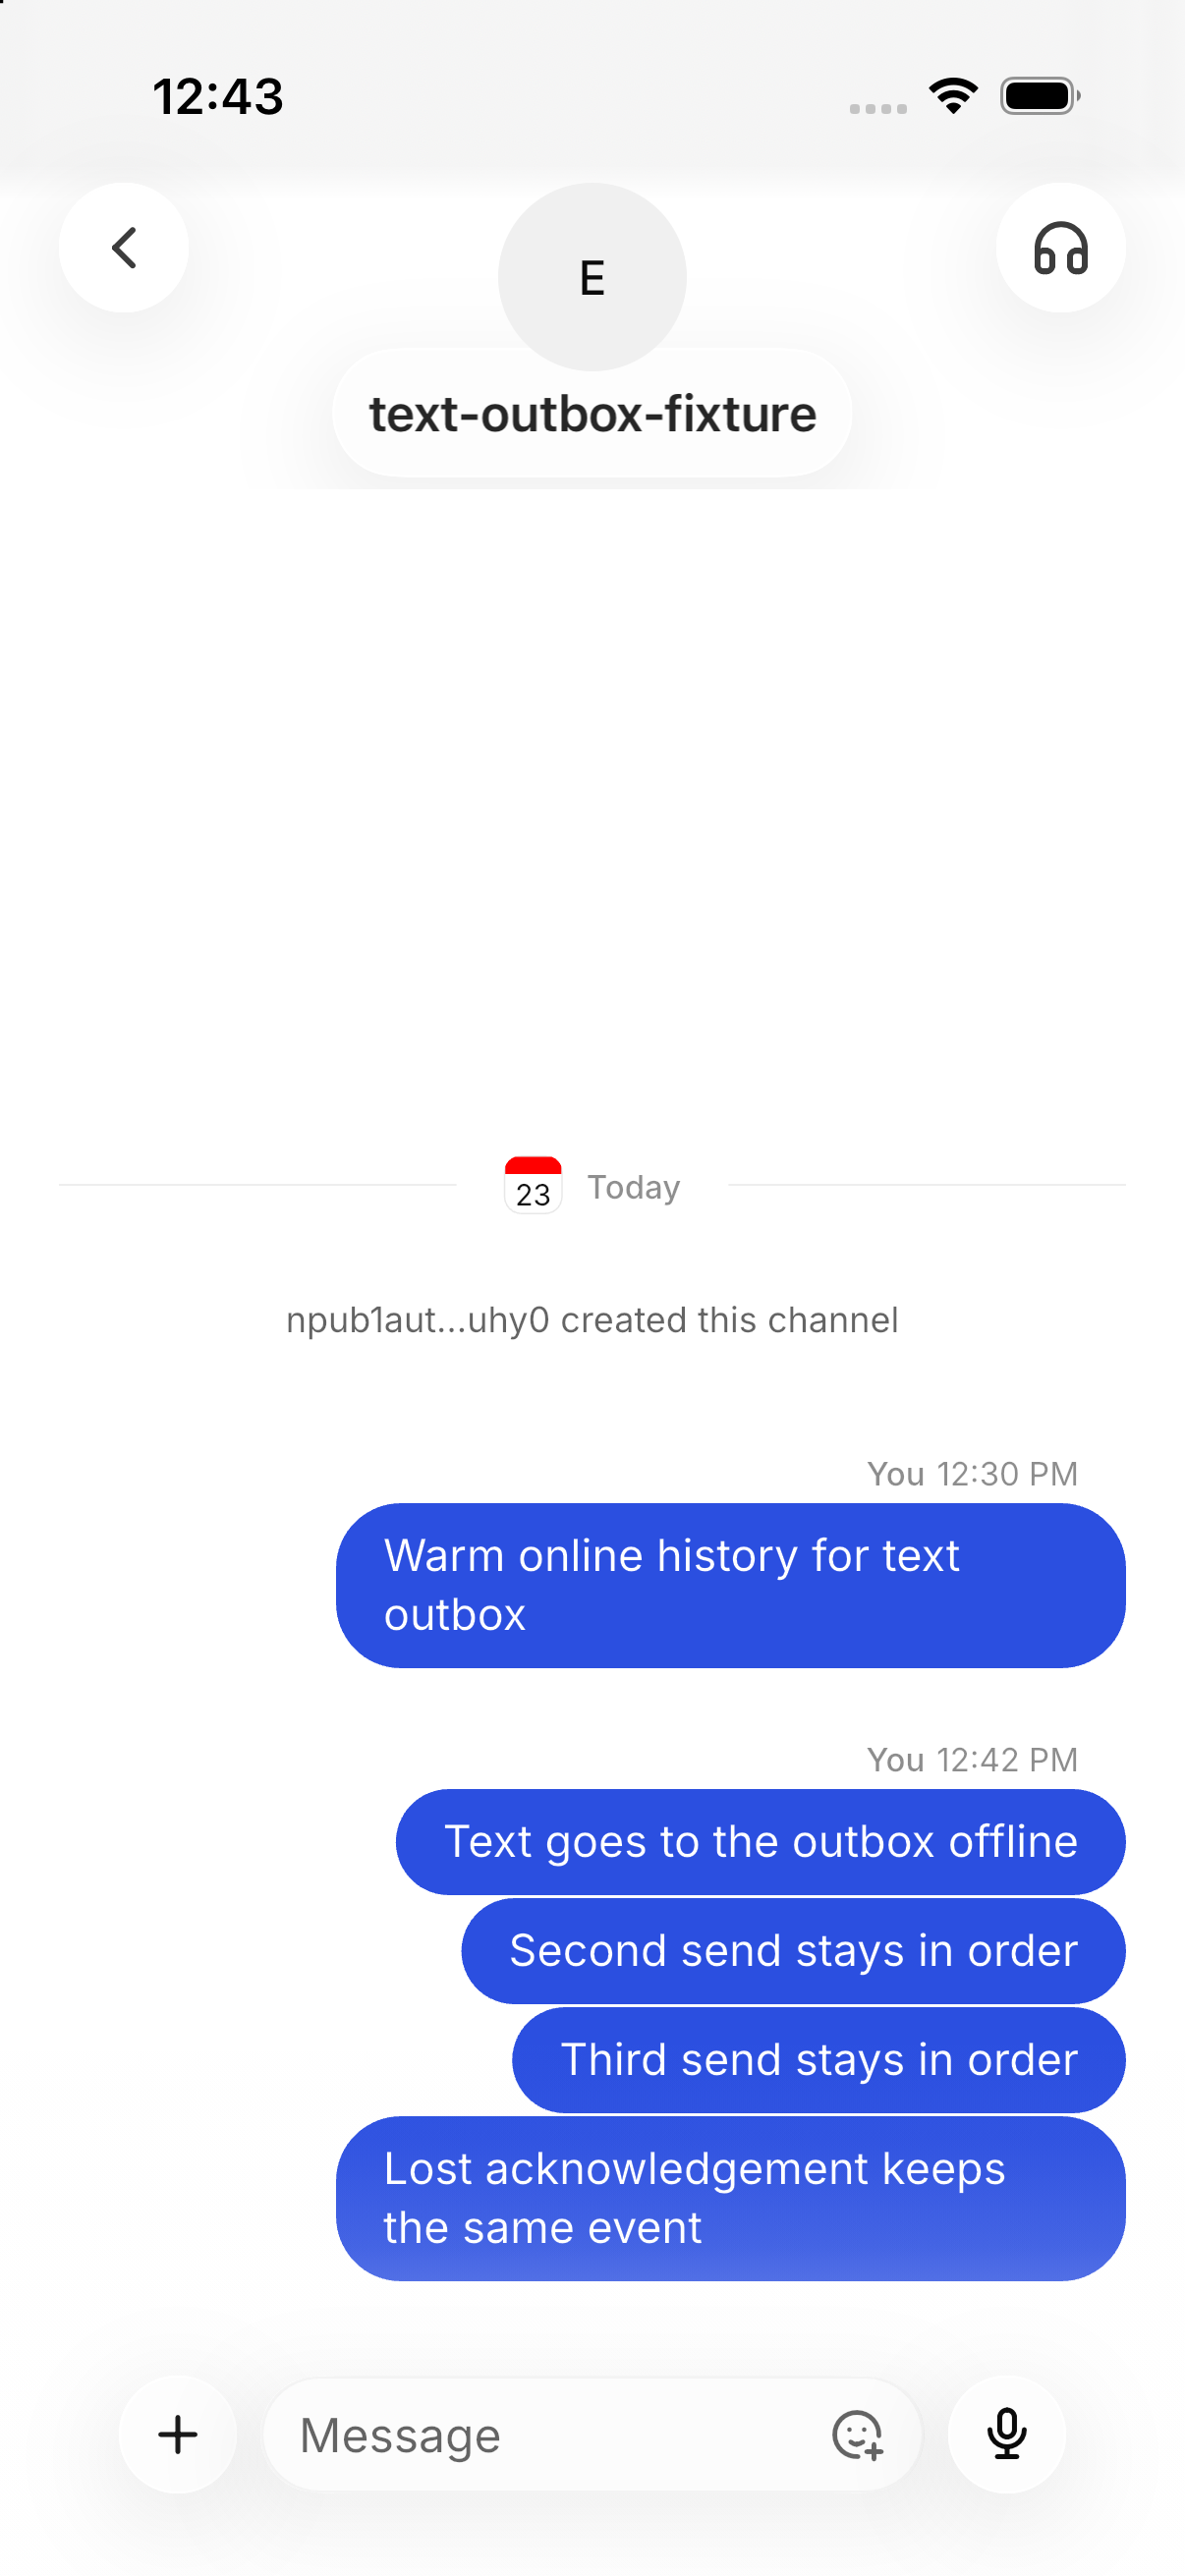 12:43
E
text-outbox-fixture
23 Today
npub1aut...uhy0 created this channel
You 12:30 PM
Warm online history for text
outbox
You 12:42 PM
Text goes to the outbox offline
Second send stays in order
Third send stays in order
Lost acknowledgement keeps
the same event
Message